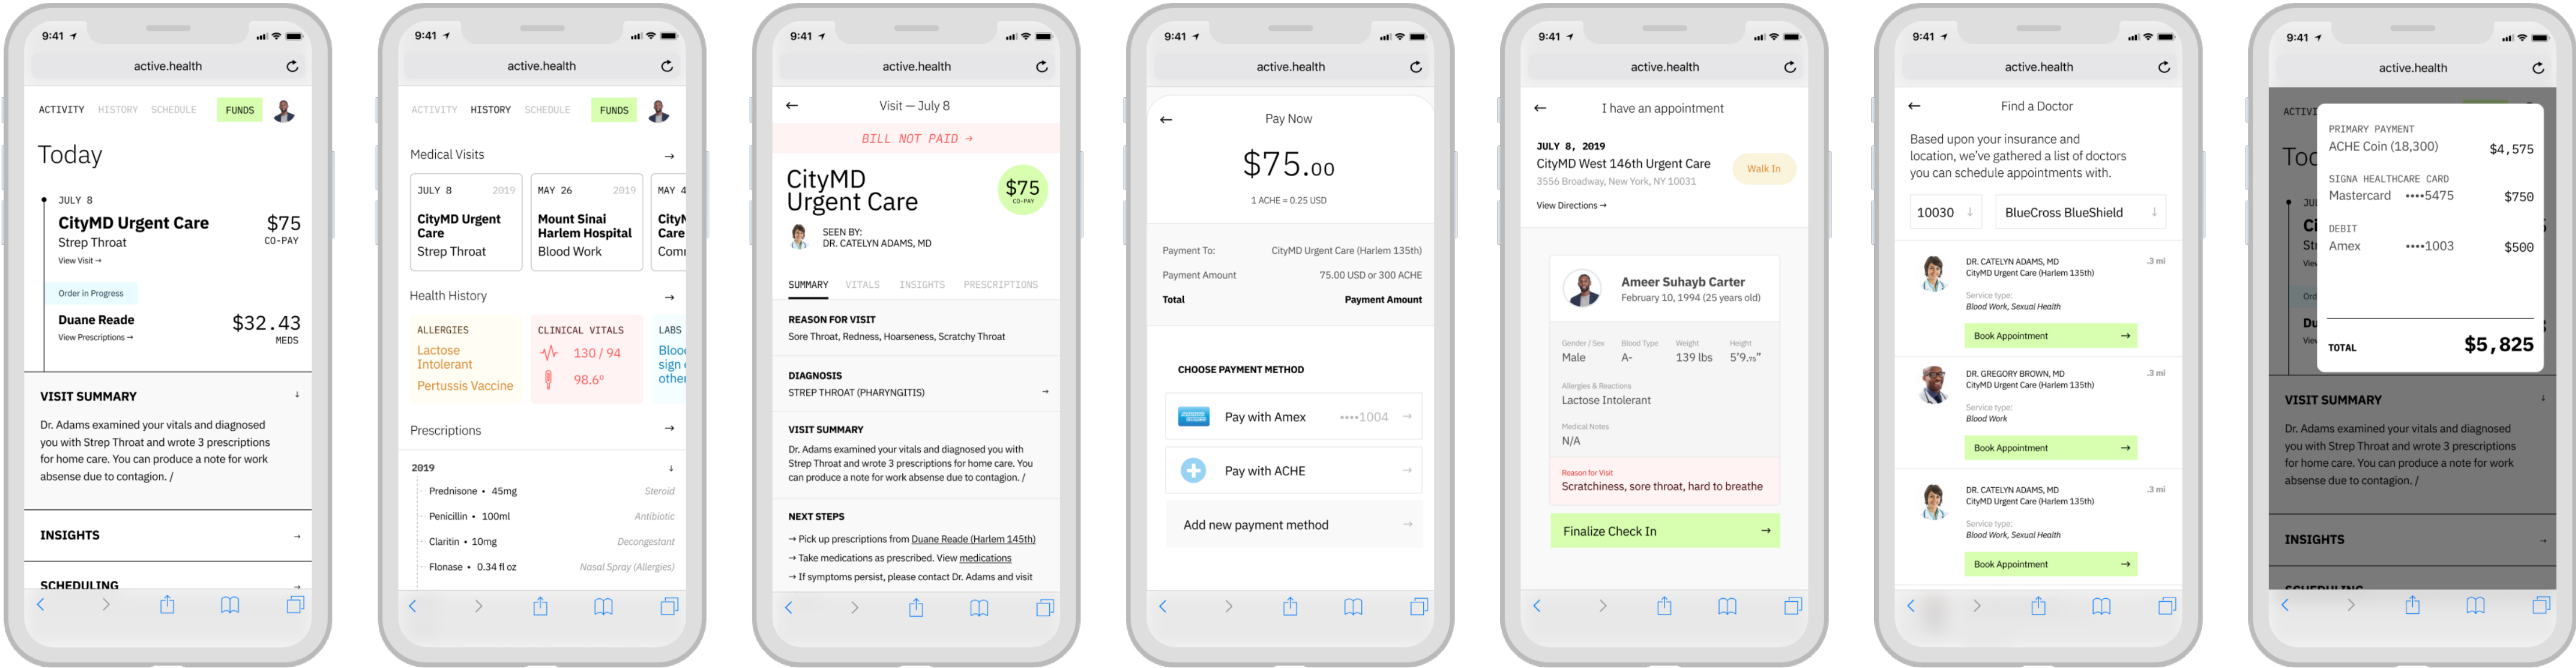 9:41
active.health
ACTIVITY HISTORY SCHEDULE FUNDS
Today
JULY 8
CityMD Urgent Care $75
Strep Throat CO-PAY
View Visit →
Order in Progress
Duane Reade $32.43
View Prescriptions → MEDS
VISIT SUMMARY ↓
Dr. Adams examined your vitals and diagnosed
you with Strep Throat and wrote 3 prescriptions
for home care. You can produce a note for work
absense due to contagion. /
INSIGHTS →
SCHEDULING →
9:41
active.health
ACTIVITY HISTORY SCHEDULE FUNDS
Medical Visits →
JULY 8 2019
CityMD Urgent
Care
Strep Throat
MAY 26 2019
Mount Sinai
Harlem Hospital
Blood Work
MAY 4
CityM
Care
Comm
Health History →
ALLERGIES
Lactose
Intolerant
Pertussis Vaccine
CLINICAL VITALS
130 / 94
98.6°
LABS
Blood
sign
other
Prescriptions →
2019 ↓
Prednisone • 45mg Steroid
Penicillin • 100ml Antibiotic
Claritin • 10mg Decongestant
Flonase • 0.34 fl oz Nasal Spray (Allergies)
9:41
active.health
← Visit — July 8
BILL NOT PAID →
CityMD
Urgent Care
$75
CO-PAY
SEEN BY:
DR. CATELYN ADAMS, MD
SUMMARY VITALS INSIGHTS PRESCRIPTIONS
REASON FOR VISIT
Sore Throat, Redness, Hoarseness, Scratchy Throat
DIAGNOSIS
STREP THROAT (PHARYNGITIS) →
VISIT SUMMARY
Dr. Adams examined your vitals and diagnosed you with
Strep Throat and wrote 3 prescriptions for home care. You
can produce a note for work absense due to contagion. /
NEXT STEPS
→ Pick up prescriptions from Duane Reade (Harlem 145th)
→ Take medications as prescribed. View medications
→ If symptoms persist, please contact Dr. Adams and visit
9:41
active.health
← Pay Now
$75.00
1 ACHE = 0.25 USD
Payment To: CityMD Urgent Care (Harlem 135th)
Payment Amount 75.00 USD or 300 ACHE
Total Payment Amount
CHOOSE PAYMENT METHOD
Pay with Amex ••••1004 →
Pay with ACHE →
Add new payment method →
9:41
active.health
← I have an appointment
JULY 8, 2019
CityMD West 146th Urgent Care
3556 Broadway, New York, NY 10031
Walk In
View Directions →
Ameer Suhayb Carter
February 10, 1994 (25 years old)
Gender / Sex Blood Type Weight Height
Male A- 139 lbs 5'9.75"
Allergies & Reactions
Lactose Intolerant
Medical Notes
N/A
Reason for Visit
Scratchiness, sore throat, hard to breathe
Finalize Check In →
9:41
active.health
← Find a Doctor
Based upon your insurance and
location, we've gathered a list of doctors
you can schedule appointments with.
10030 ↓ BlueCross BlueShield ↓
DR. CATELYN ADAMS, MD .3 mi
CityMD Urgent Care (Harlem 135th)
Service type:
Blood Work, Sexual Health
Book Appointment →
DR. GREGORY BROWN, MD .3 mi
CityMD Urgent Care (Harlem 135th)
Service type:
Blood Work
Book Appointment →
DR. CATELYN ADAMS, MD .3 mi
CityMD Urgent Care (Harlem 135th)
Service type:
Blood Work, Sexual Health
Book Appointment →
9:41
active.health
ACTIVI
Toc
JUL
Ci
Str
View
Ord
Du
View
PRIMARY PAYMENT
ACHE Coin (18,300) $4,575
SIGNA HEALTHCARE CARD
Mastercard ••••5475 $750
DEBIT
Amex ••••1003 $500
TOTAL $5,825
VISIT SUMMARY ↓
Dr. Adams examined your vitals and diagnosed
you with Strep Throat and wrote 3 prescriptions
for home care. You can produce a note for work
absense due to contagion. /
INSIGHTS →
SCHEDULING